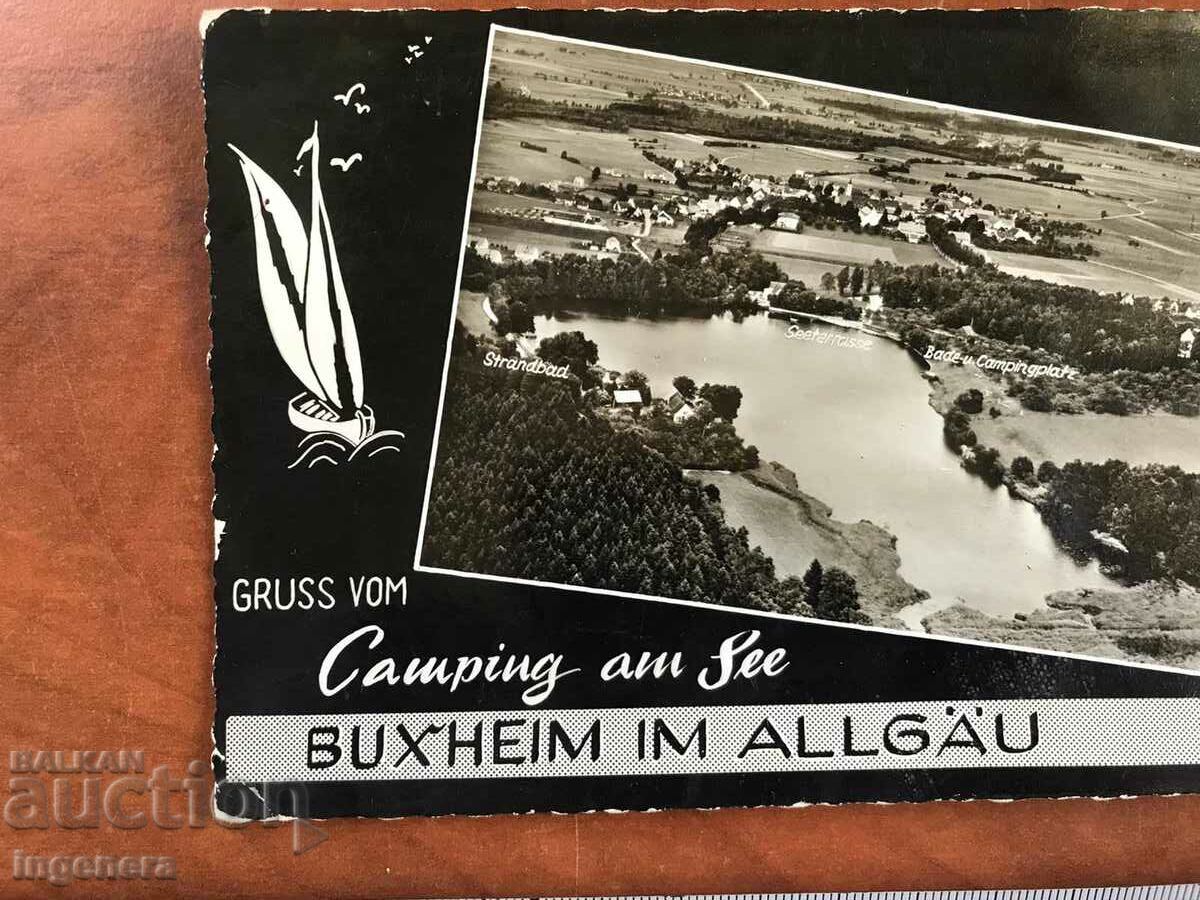 Strandbad
Seeterrasse
Bade-u. Campingplatz
GRUSS VOM
Camping am See
BUXHEIM IM ALLGÄU
BALKAN
auction
ingenera